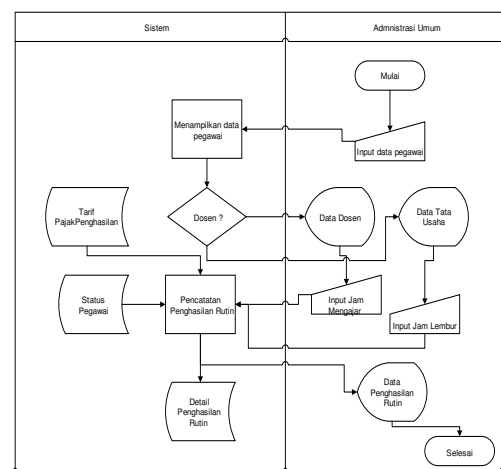 Sistem
Admnistrasi Umum
Mulai
Menampilkan data
pegawai
Input data pegawai
Tarif
PajakPenghasilan
Dosen ?
Data Dosen
Data Tata
Usaha
Status
Pegawai
Pencatatan
Penghasilan Rutin
Input Jam
Mengajar
Input Jam Lembur
Detail
Penghasilan
Rutin
Data
Penghasilan
Rutin
Selesai